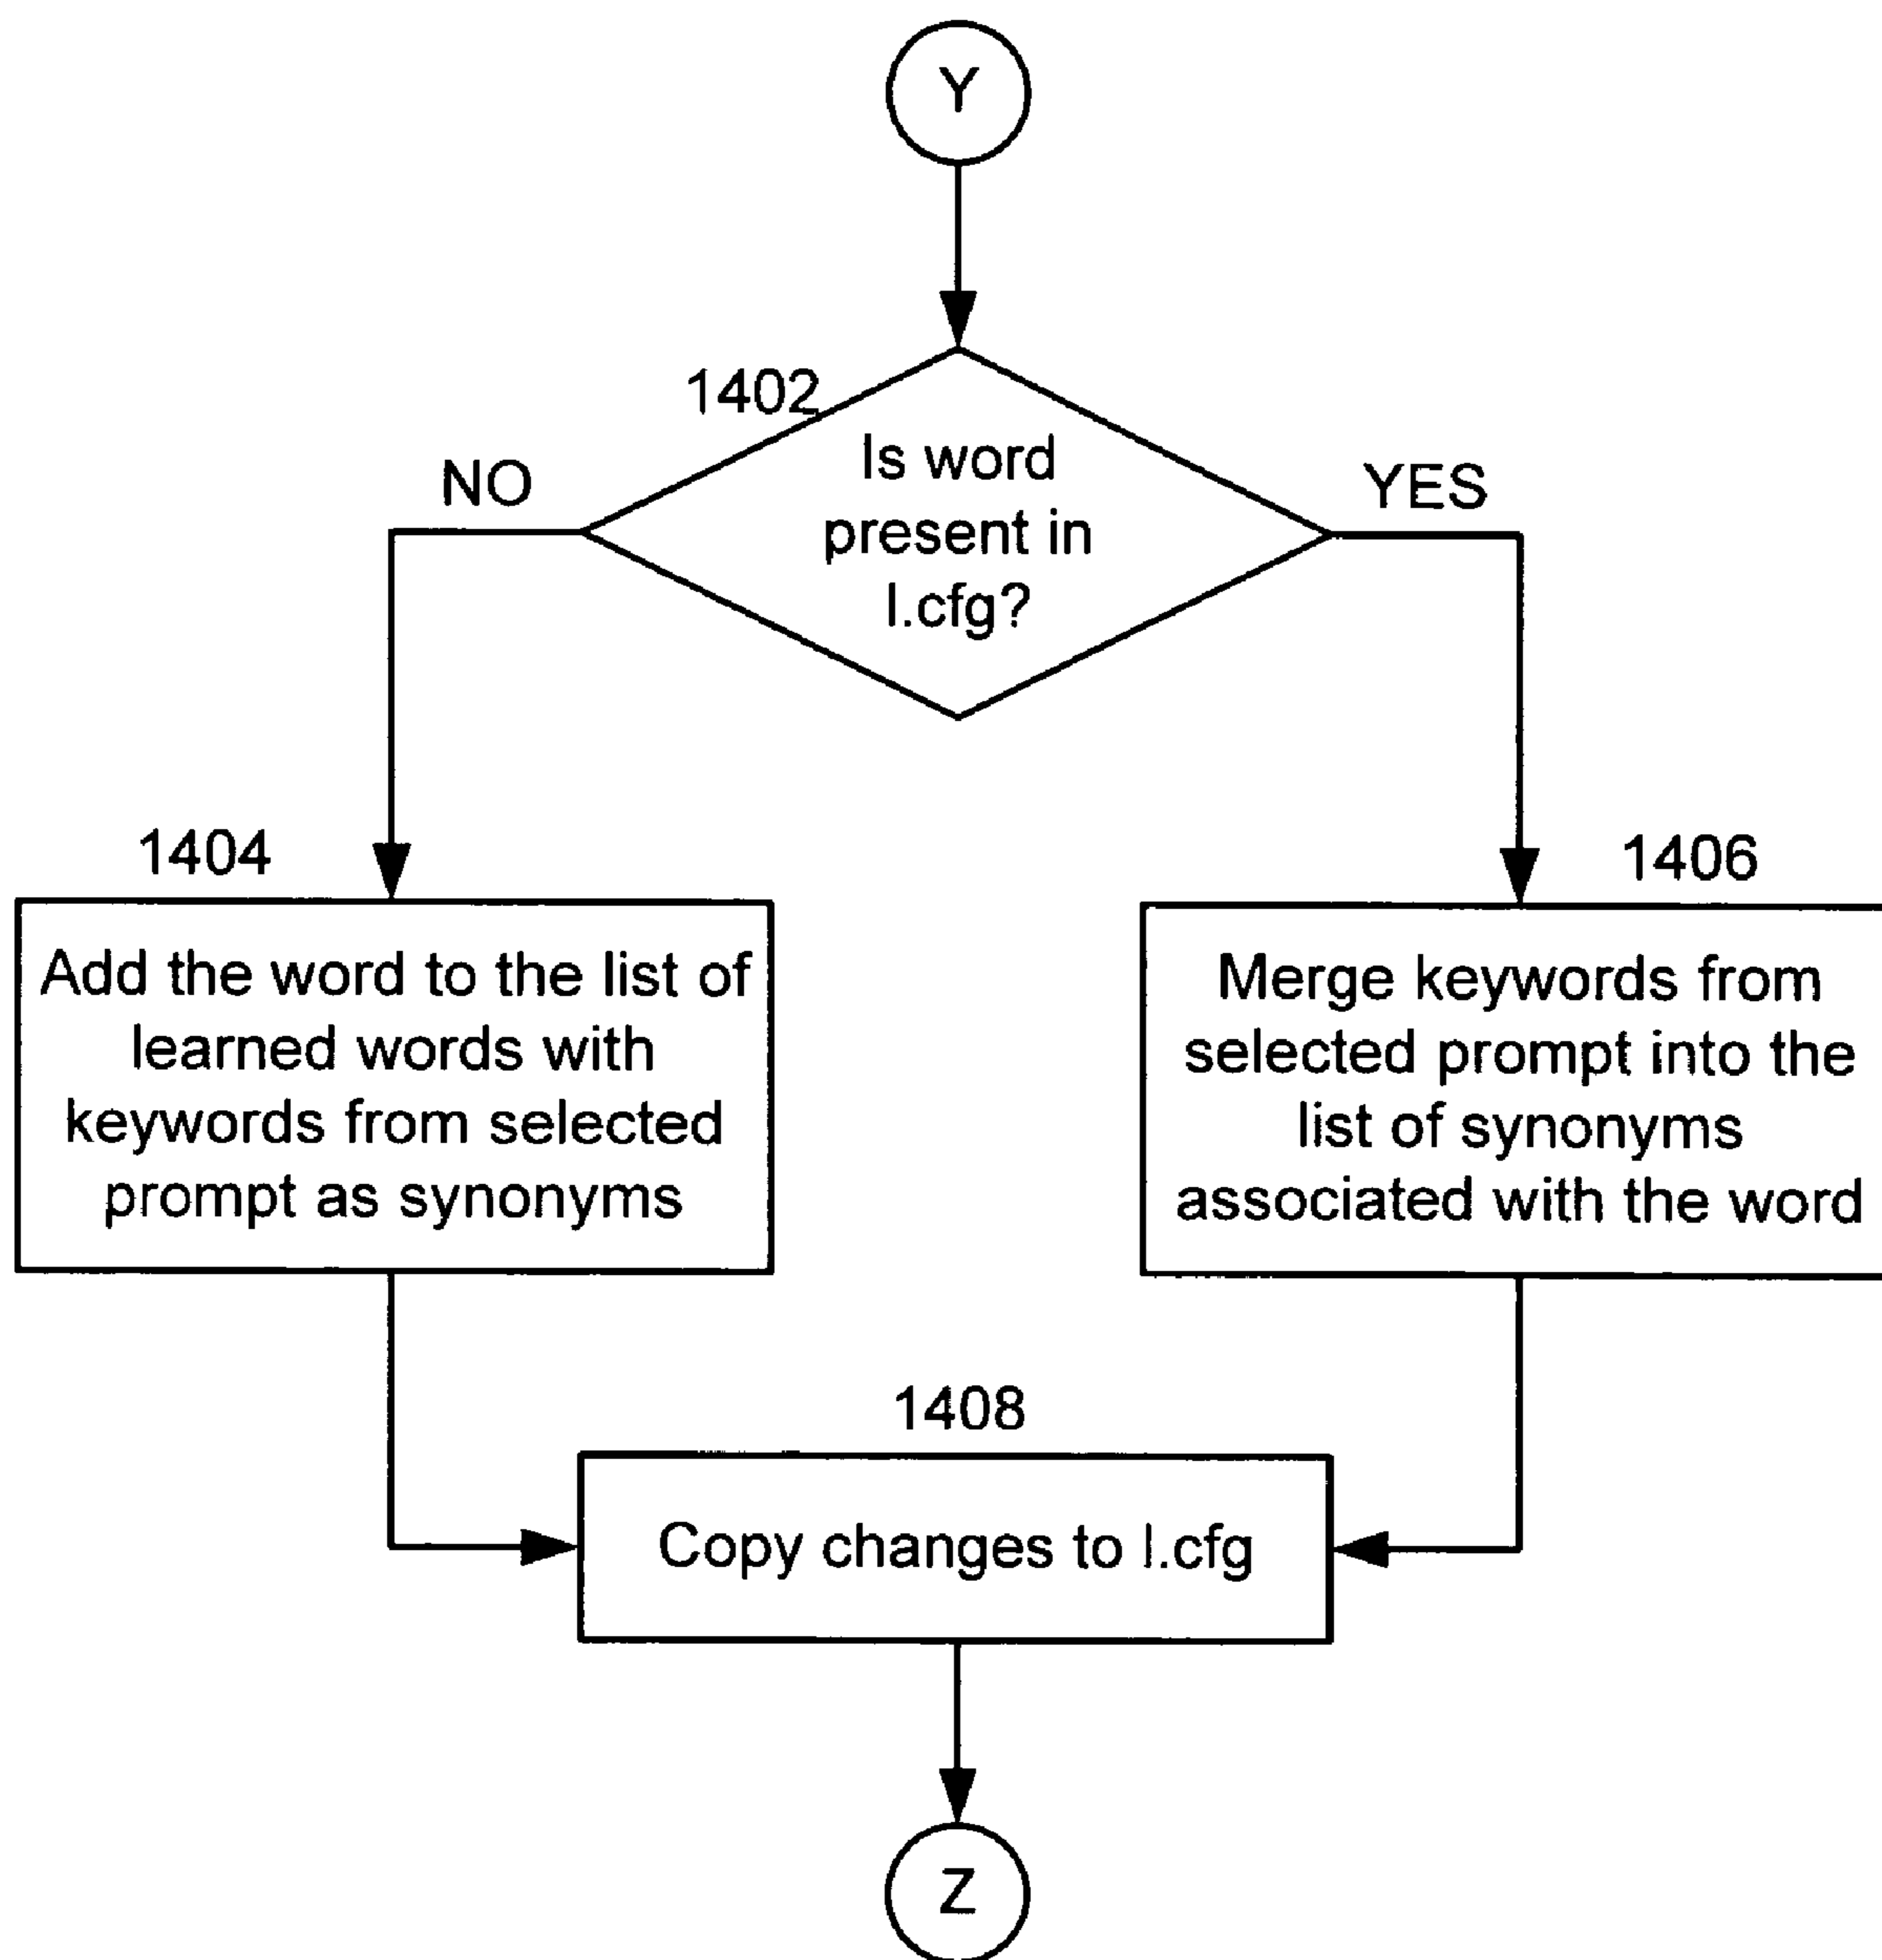 Y
1402
Is word
present in
l.cfg?
NO
YES
1404
Add the word to the list of
learned words with
keywords from selected
prompt as synonyms
1406
Merge keywords from
selected prompt into the
list of synonyms
associated with the word
1408
Copy changes to l.cfg
Z